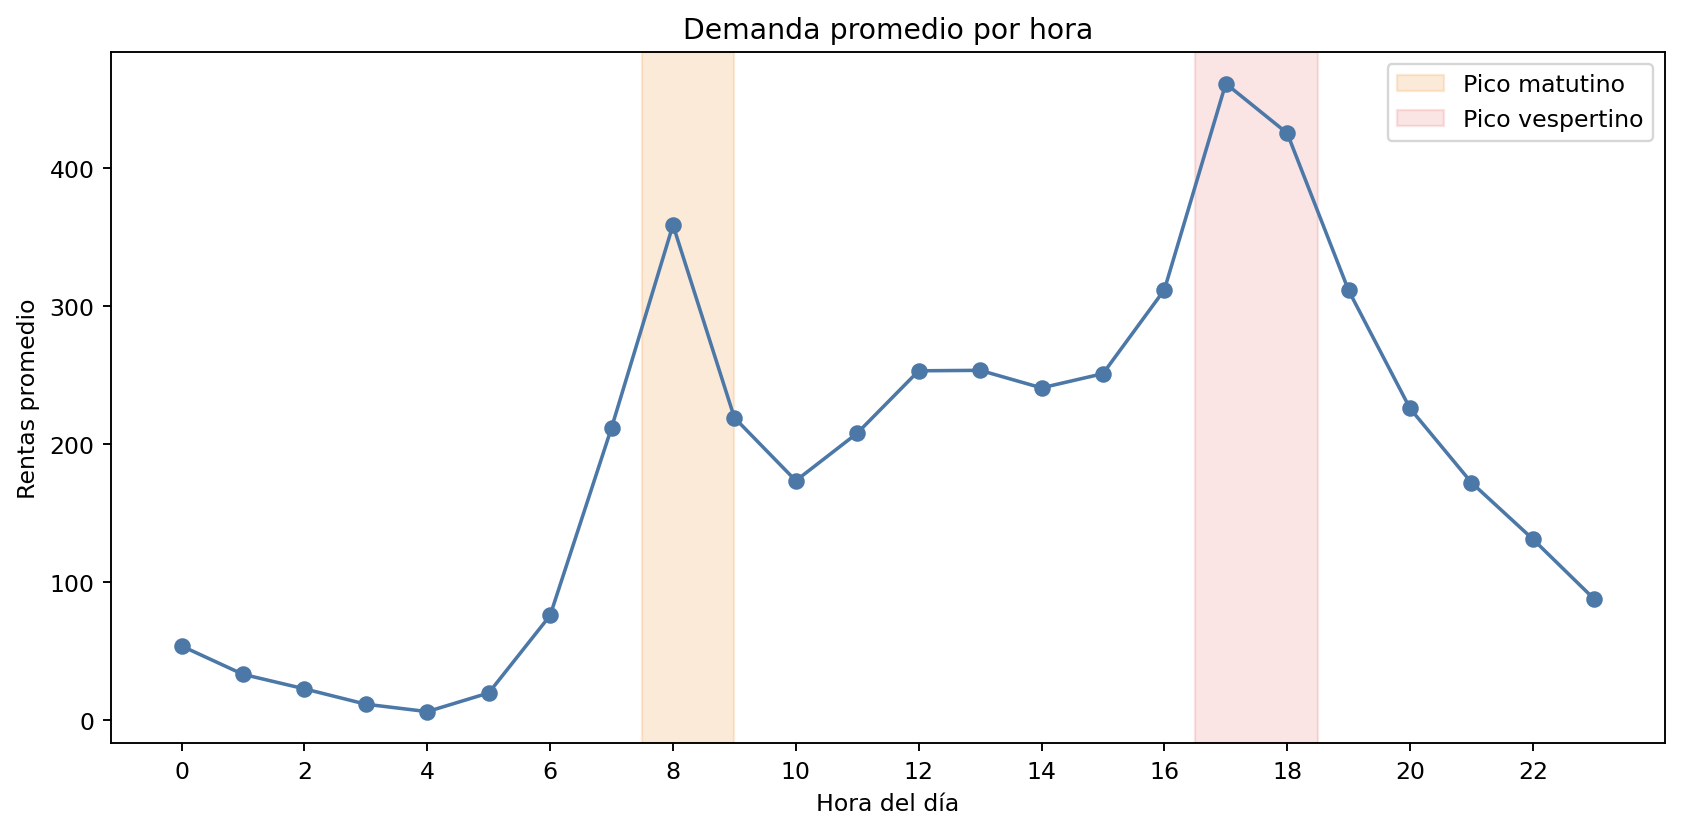 Demanda promedio por hora
Pico matutino
Pico vespertino
Rentas promedio
400
300
200
100
0
0 2 4 6 8 10 12 14 16 18 20 22
Hora del día